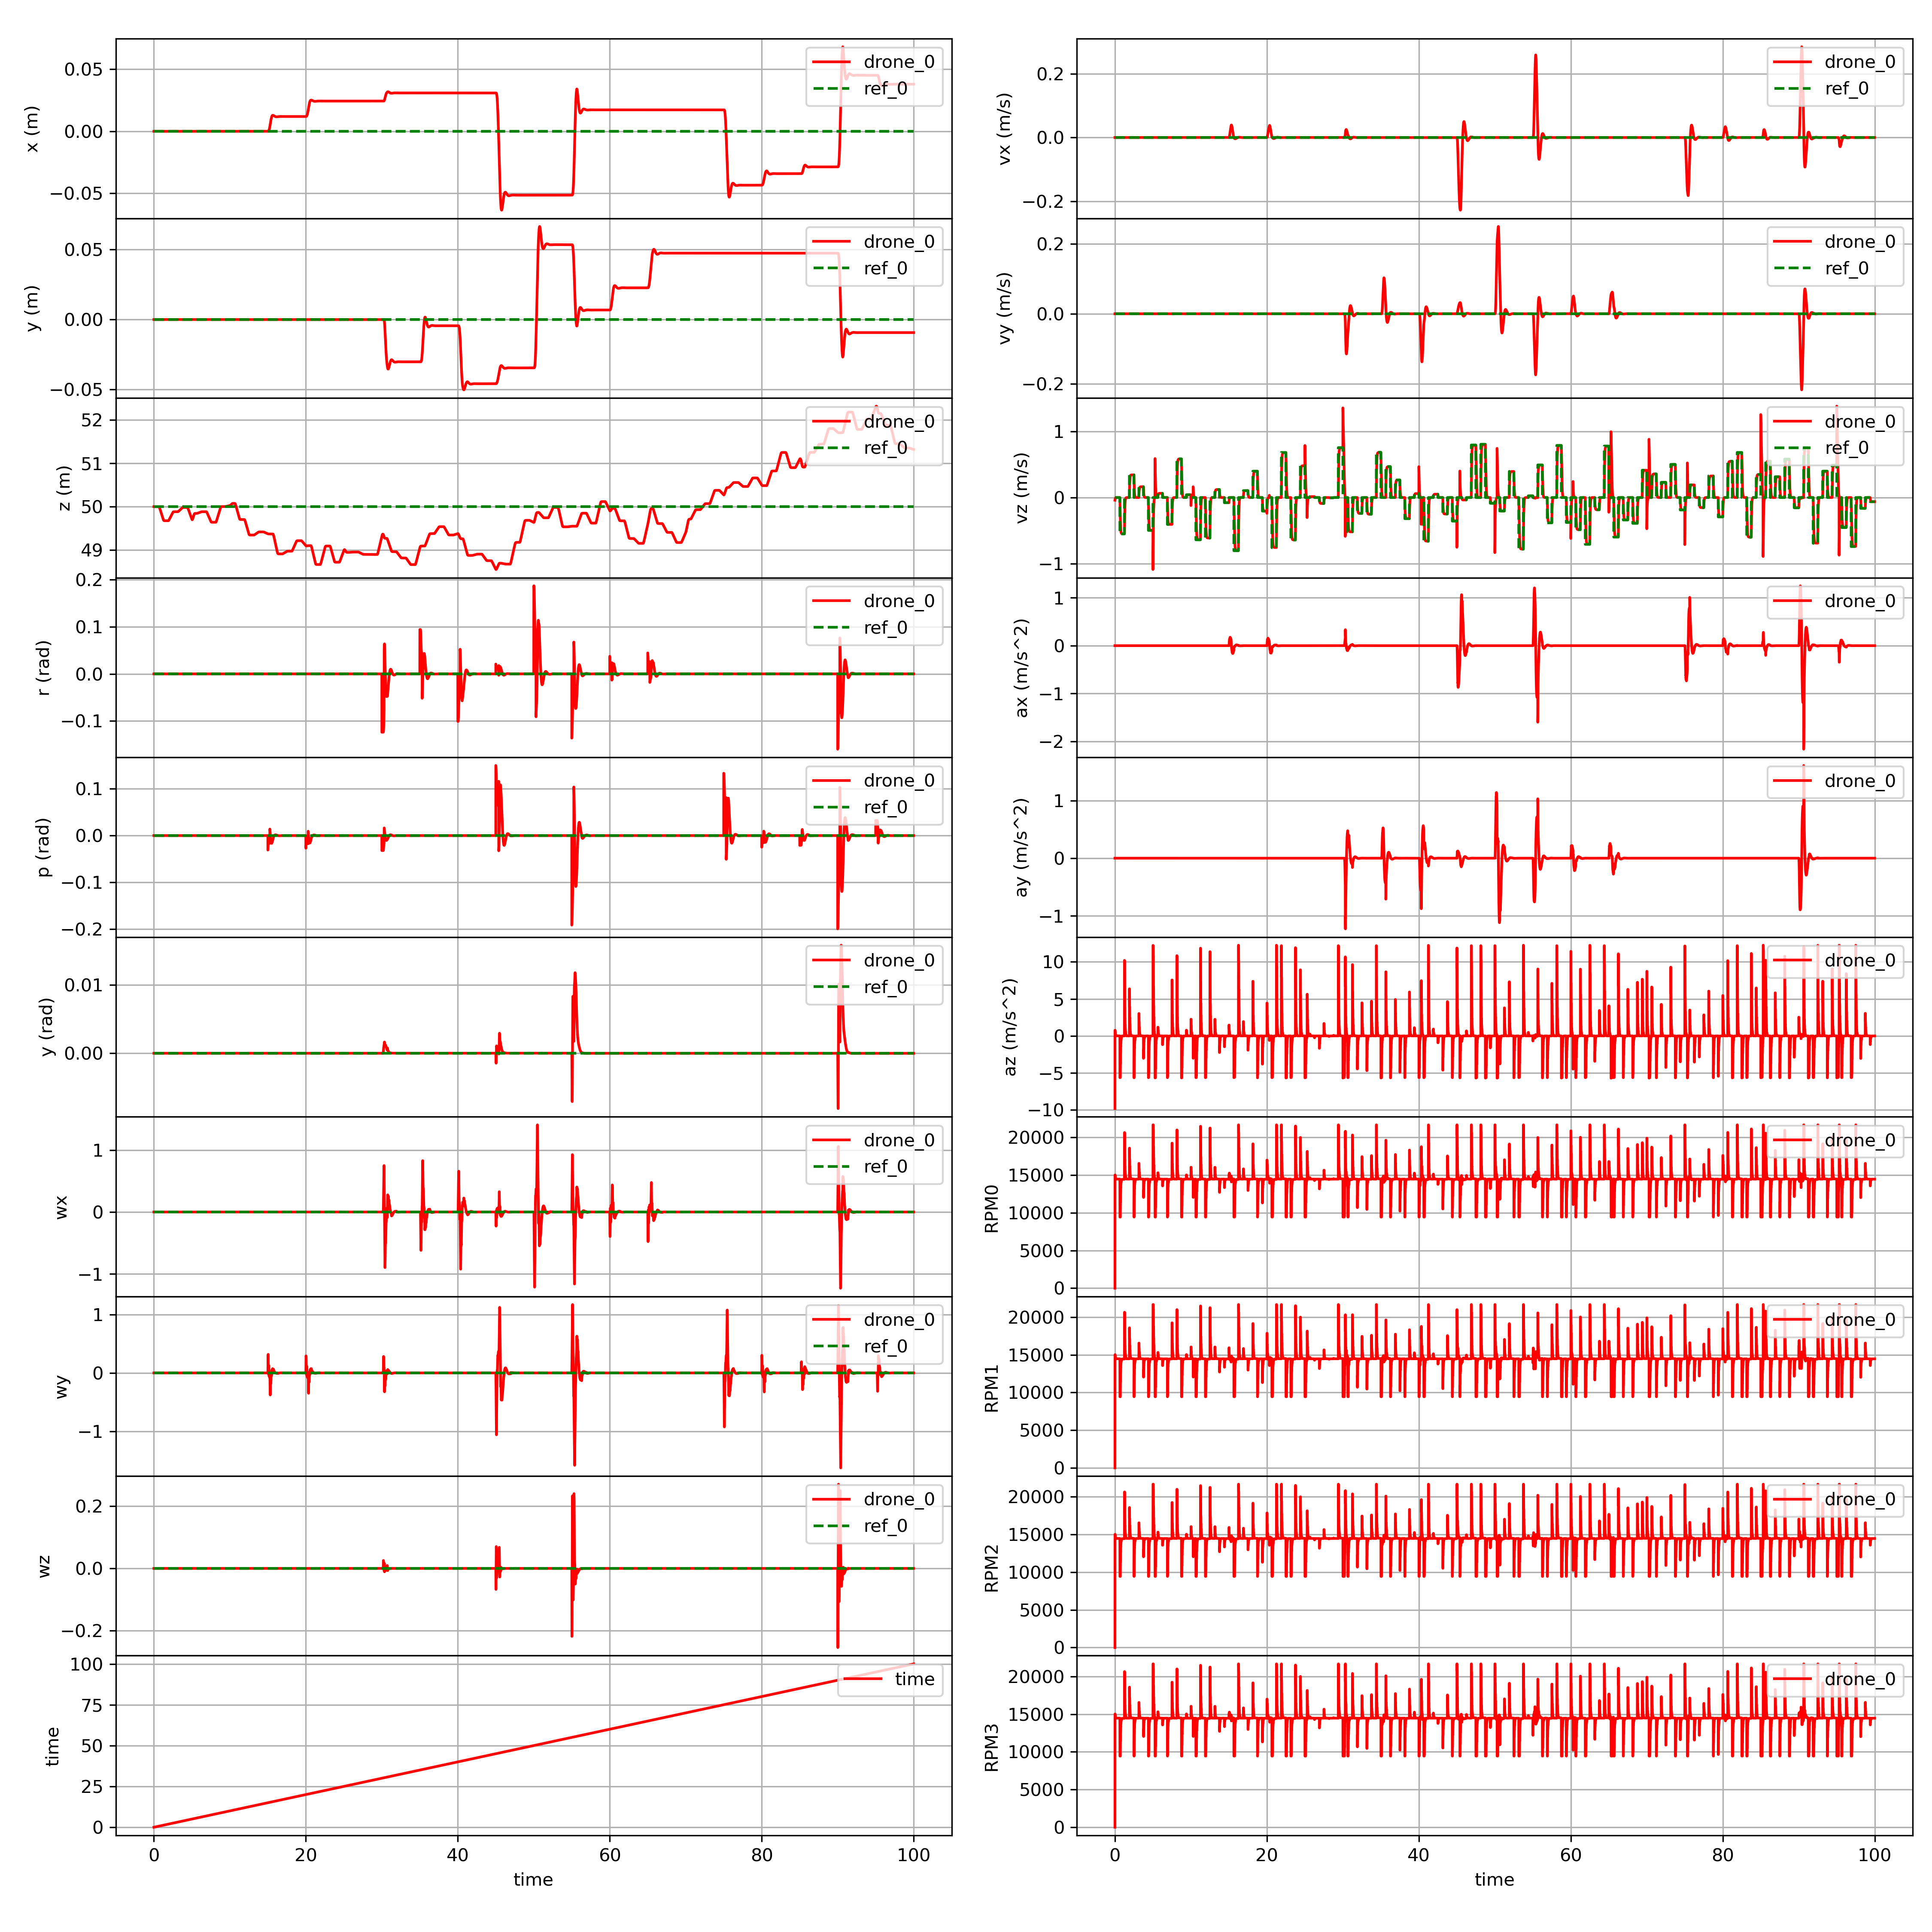 x (m)
0.05
0.00
−0.05
drone_0
ref_0
y (m)
0.05
0.00
−0.05
drone_0
ref_0
z (m)
52
51
50
49
drone_0
ref_0
r (rad)
0.2
0.1
0.0
−0.1
drone_0
ref_0
p (rad)
0.1
0.0
−0.1
−0.2
drone_0
ref_0
y (rad)
0.01
0.00
drone_0
ref_0
wx
1
0
−1
drone_0
ref_0
wy
1
0
−1
drone_0
ref_0
wz
0.2
0.0
−0.2
drone_0
ref_0
time
100
75
50
25
0
time
0 20 40 60 80 100
time
vx (m/s)
0.2
0.0
−0.2
drone_0
ref_0
vy (m/s)
0.2
0.0
−0.2
drone_0
ref_0
vz (m/s)
1
0
−1
drone_0
ref_0
ax (m/s^2)
1
0
−1
−2
drone_0
ay (m/s^2)
1
0
−1
drone_0
az (m/s^2)
10
5
0
−5
−10
drone_0
RPM0
20000
15000
10000
5000
0
drone_0
RPM1
20000
15000
10000
5000
0
drone_0
RPM2
20000
15000
10000
5000
0
drone_0
RPM3
20000
15000
10000
5000
0
drone_0
0 20 40 60 80 100
time